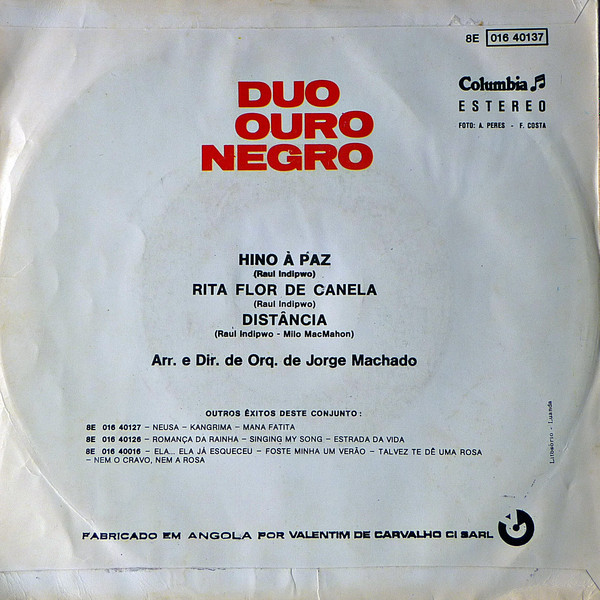 8E 016 40137
Columbia
ESTEREO
FOTO: A. PERES - F. COSTA
DUO
OURO
NEGRO
HINO À PAZ
(Raul Indipwo)
RITA FLOR DE CANELA
(Raul Indipwo)
DISTÂNCIA
(Raul Indipwo - Milo MacMahon)
Arr. e Dir. de Orq. de Jorge Machado
OUTROS ÊXITOS DESTE CONJUNTO:
8E 016 40127 – NEUSA – KANGRIMA – MANA FATITA
8E 016 40126 – ROMANÇA DA RAINHA – SINGING MY SONG – ESTRADA DA VIDA
8E 016 40016 – ELA... ELA JÁ ESQUECEU – FOSTE MINHA UM VERÃO – TALVEZ TE DÊ UMA ROSA
– NEM O CRAVO, NEM A ROSA
Litosário - Luanda
FABRICADO EM ANGOLA POR VALENTIM DE CARVALHO CI SARL